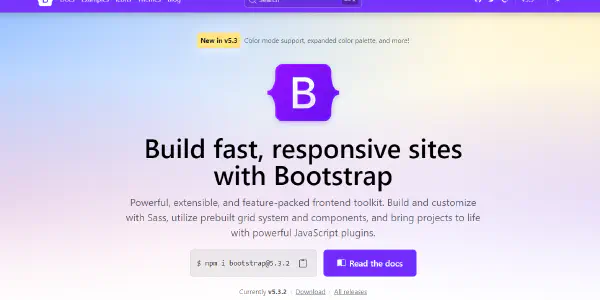 Docs Examples Icons Themes Blog Search
New in v5.3 Color mode support, expanded color palette, and more!
B
Build fast, responsive sites
with Bootstrap
Powerful, extensible, and feature-packed frontend toolkit. Build and customize
with Sass, utilize prebuilt grid system and components, and bring projects to life
with powerful JavaScript plugins.
$ npm i bootstrap@5.3.2 Read the docs
Currently v5.3.2 · Download · All releases